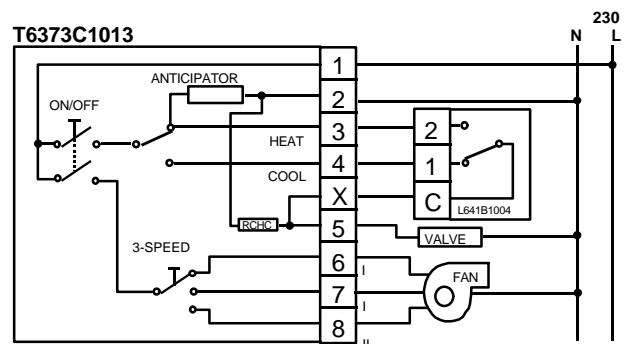 230
T6373C1013
N L
1
ANTICIPATOR
2
ON/OFF
3
2
HEAT
4
1
COOL
X
C
L641B1004
RCHC
5
VALVE
3-SPEED
6
I
FAN
7
I
8
II